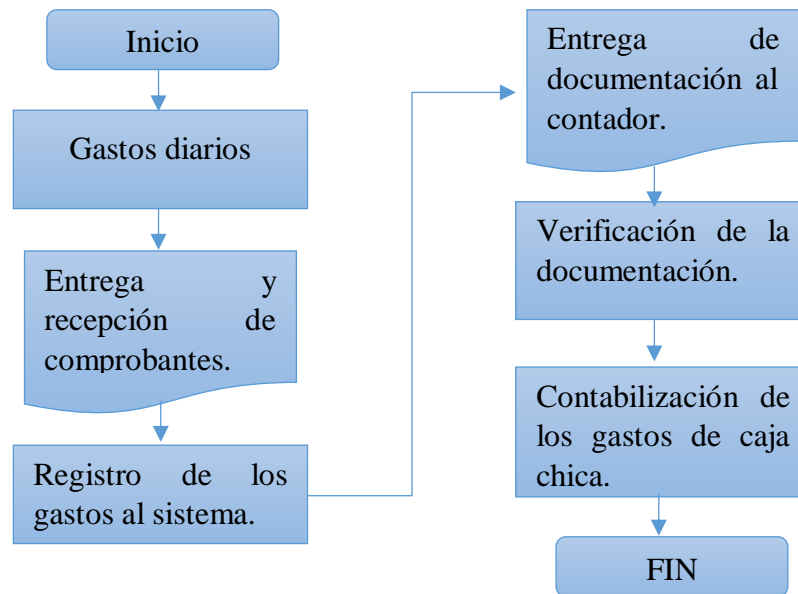 Inicio
Gastos diarios
Entrega y
recepción de
comprobantes.
Registro de los
gastos al sistema.
Entrega de
documentación al
contador.
Verificación de la
documentación.
Contabilización de
los gastos de caja
chica.
FIN